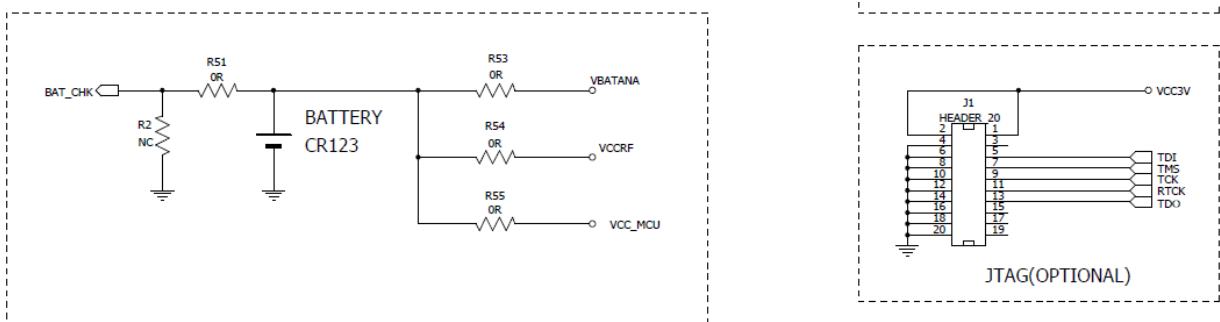 R51
0R
BAT_CHK
R2
NC
BATTERY
CR123
R53
0R
VBATANA
R54
0R
VCCRF
R55
0R
VCC_MCU
VCC3V
J1
HEADER_20
2 1
4 3
6 5
8 7
10 9
12 11
14 13
16 15
18 17
20 19
TDI
TMS
TCK
RTCK
TDO
JTAG(OPTIONAL)